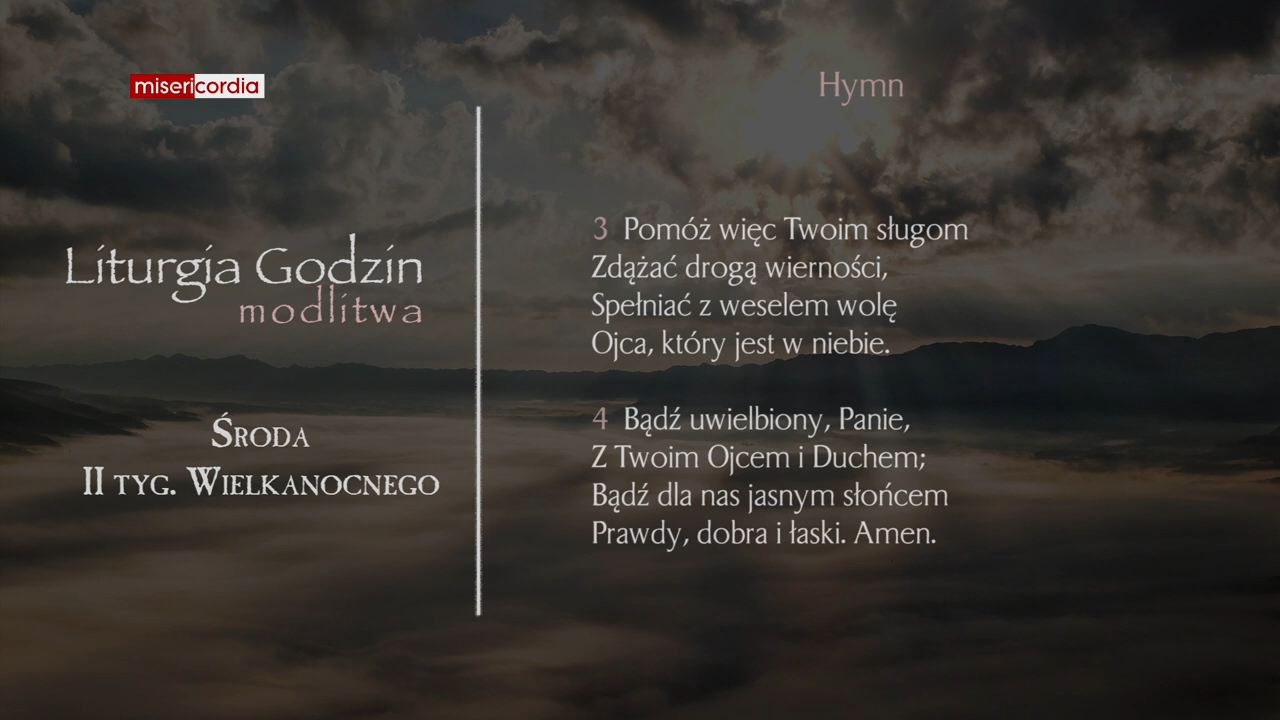 misericordia
Liturgia Godzin
modlitwa
Środa
II tyg. Wielkanocnego
Hymn
3 Pomóż więc Twoim sługom
Zdążać drogą wierności,
Spełniać z weselem wolę
Ojca, który jest w niebie.
4 Bądź uwielbiony, Panie,
Z Twoim Ojcem i Duchem;
Bądź dla nas jasnym słońcem
Prawdy, dobra i łaski. Amen.